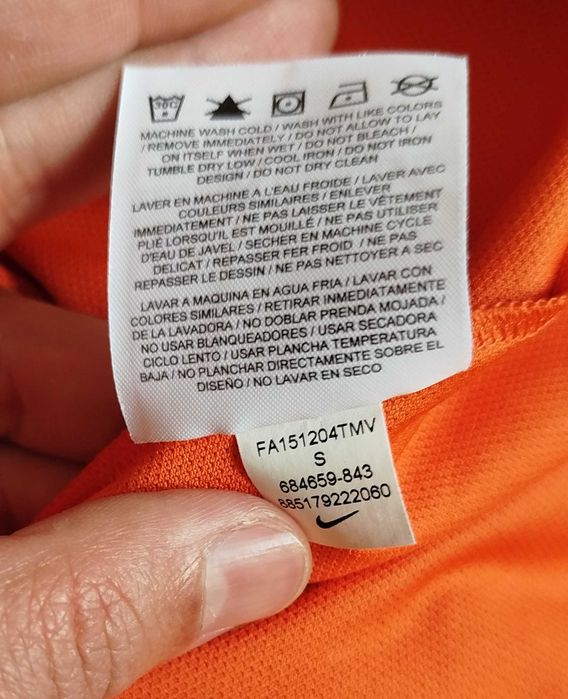 30C
MACHINE WASH COLD / WASH WITH LIKE COLORS
/ REMOVE IMMEDIATELY / DO NOT ALLOW TO LAY
ON ITSELF WHEN WET / DO NOT BLEACH /
TUMBLE DRY LOW / COOL IRON / DO NOT IRON
DESIGN / DO NOT DRY CLEAN
LAVER EN MACHINE A L'EAU FROIDE / LAVER AVEC
COULEURS SIMILAIRES / ENLEVER
IMMEDIATEMENT / NE PAS LAISSER LE VÊTEMENT
PLIÉ LORSQU'IL EST MOUILLÉ / NE PAS UTILISER
D'EAU DE JAVEL / SECHER EN MACHINE CYCLE
DELICAT / REPASSER FER FROID / NE PAS
REPASSER LE DESSIN / NE PAS NETTOYER A SEC
LAVAR A MAQUINA EN AGUA FRIA / LAVAR CON
COLORES SIMILARES / RETIRAR INMEDIATAMENTE
DE LA LAVADORA / NO DOBLAR PRENDA MOJADA /
NO USAR BLANQUEADORES / USAR SECADORA
CICLO LENTO / USAR PLANCHA TEMPERATURA
BAJA / NO PLANCHAR DIRECTAMENTE SOBRE EL
DISEÑO / NO LAVAR EN SECO
FA151204TMV
S
684659-843
885179222060